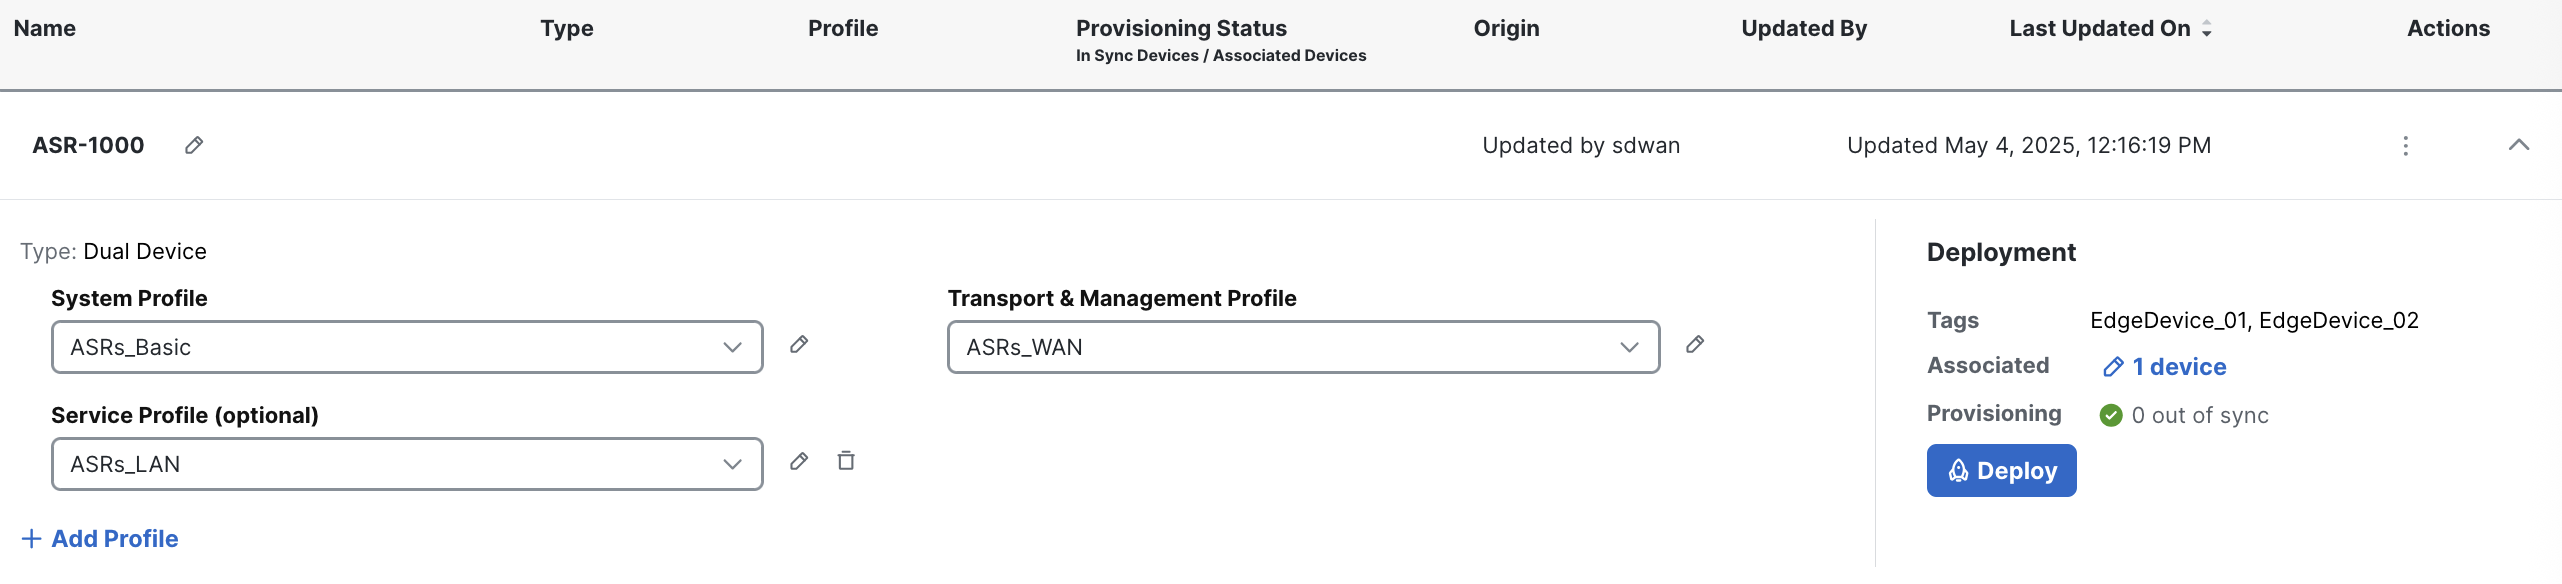 Name Type Profile Provisioning Status Origin Updated By Last Updated On Actions
In Sync Devices / Associated Devices
ASR-1000 Updated by sdwan Updated May 4, 2025, 12:16:19 PM
Type: Dual Device
System Profile
ASRs_Basic
Transport & Management Profile
ASRs_WAN
Service Profile (optional)
ASRs_LAN
+ Add Profile
Deployment
Tags EdgeDevice_01, EdgeDevice_02
Associated 1 device
Provisioning 0 out of sync
Deploy